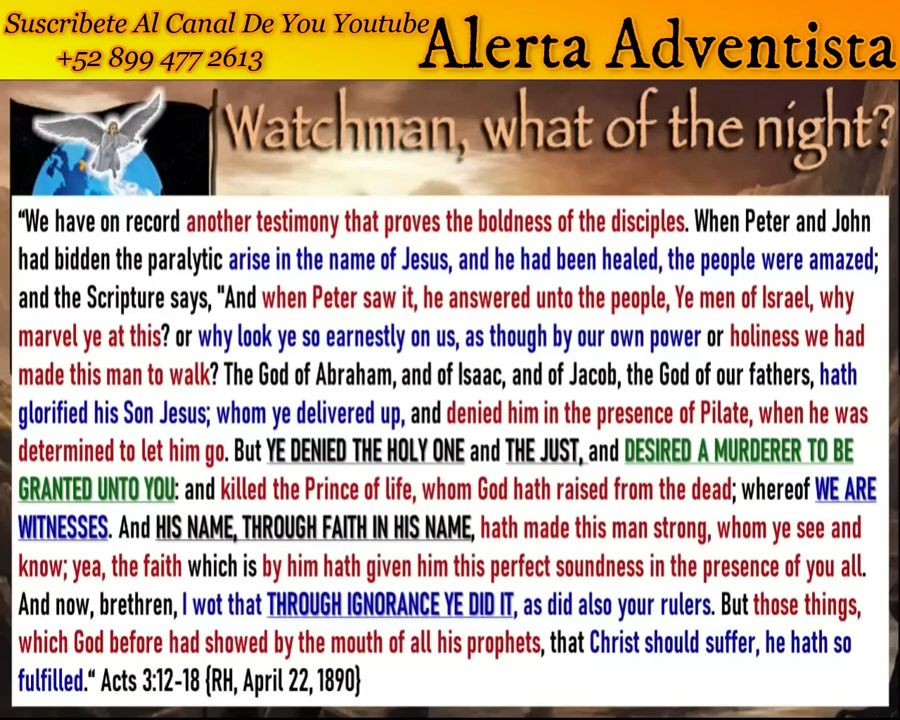 Suscribete Al Canal De You Youtube
+52 899 477 2613
Alerta Adventista
Watchman, what of the night?
“We have on record another testimony that proves the boldness of the disciples. When Peter and John
had bidden the paralytic arise in the name of Jesus, and he had been healed, the people were amazed;
and the Scripture says, "And when Peter saw it, he answered unto the people, Ye men of Israel, why
marvel ye at this? or why look ye so earnestly on us, as though by our own power or holiness we had
made this man to walk? The God of Abraham, and of Isaac, and of Jacob, the God of our fathers, hath
glorified his Son Jesus; whom ye delivered up, and denied him in the presence of Pilate, when he was
determined to let him go. But YE DENIED THE HOLY ONE and THE JUST, and DESIRED A MURDERER TO BE
GRANTED UNTO YOU: and killed the Prince of life, whom God hath raised from the dead; whereof WE ARE
WITNESSES. And HIS NAME, THROUGH FAITH IN HIS NAME, hath made this man strong, whom ye see and
know; yea, the faith which is by him hath given him this perfect soundness in the presence of you all.
And now, brethren, I wot that THROUGH IGNORANCE YE DID IT, as did also your rulers. But those things,
which God before had showed by the mouth of all his prophets, that Christ should suffer, he hath so
fulfilled.“ Acts 3:12-18 {RH, April 22, 1890}